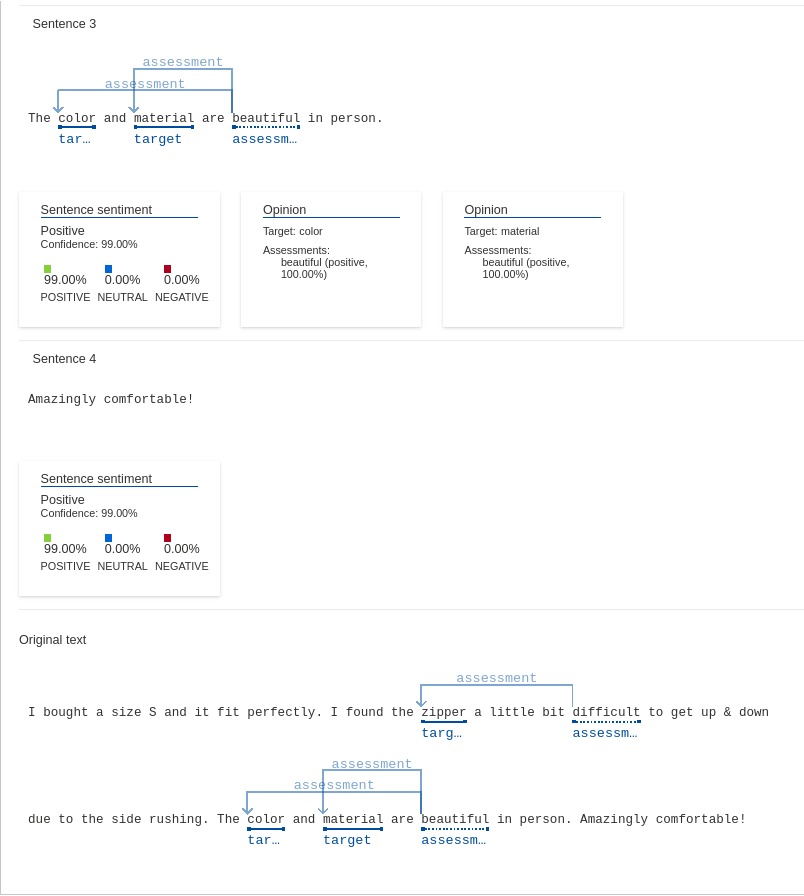 Sentence 3
assessment
assessment
The color and material are beautiful in person.
tar… target assessm…
Sentence sentiment
Positive
Confidence: 99.00%
99.00% 0.00% 0.00%
POSITIVE NEUTRAL NEGATIVE
Opinion
Target: color
Assessments:
beautiful (positive,
100.00%)
Opinion
Target: material
Assessments:
beautiful (positive,
100.00%)
Sentence 4
Amazingly comfortable!
Sentence sentiment
Positive
Confidence: 99.00%
99.00% 0.00% 0.00%
POSITIVE NEUTRAL NEGATIVE
Original text
assessment
I bought a size S and it fit perfectly. I found the zipper a little bit difficult to get up & down
targ… assessm…
assessment
assessment
due to the side rushing. The color and material are beautiful in person. Amazingly comfortable!
tar… target assessm…